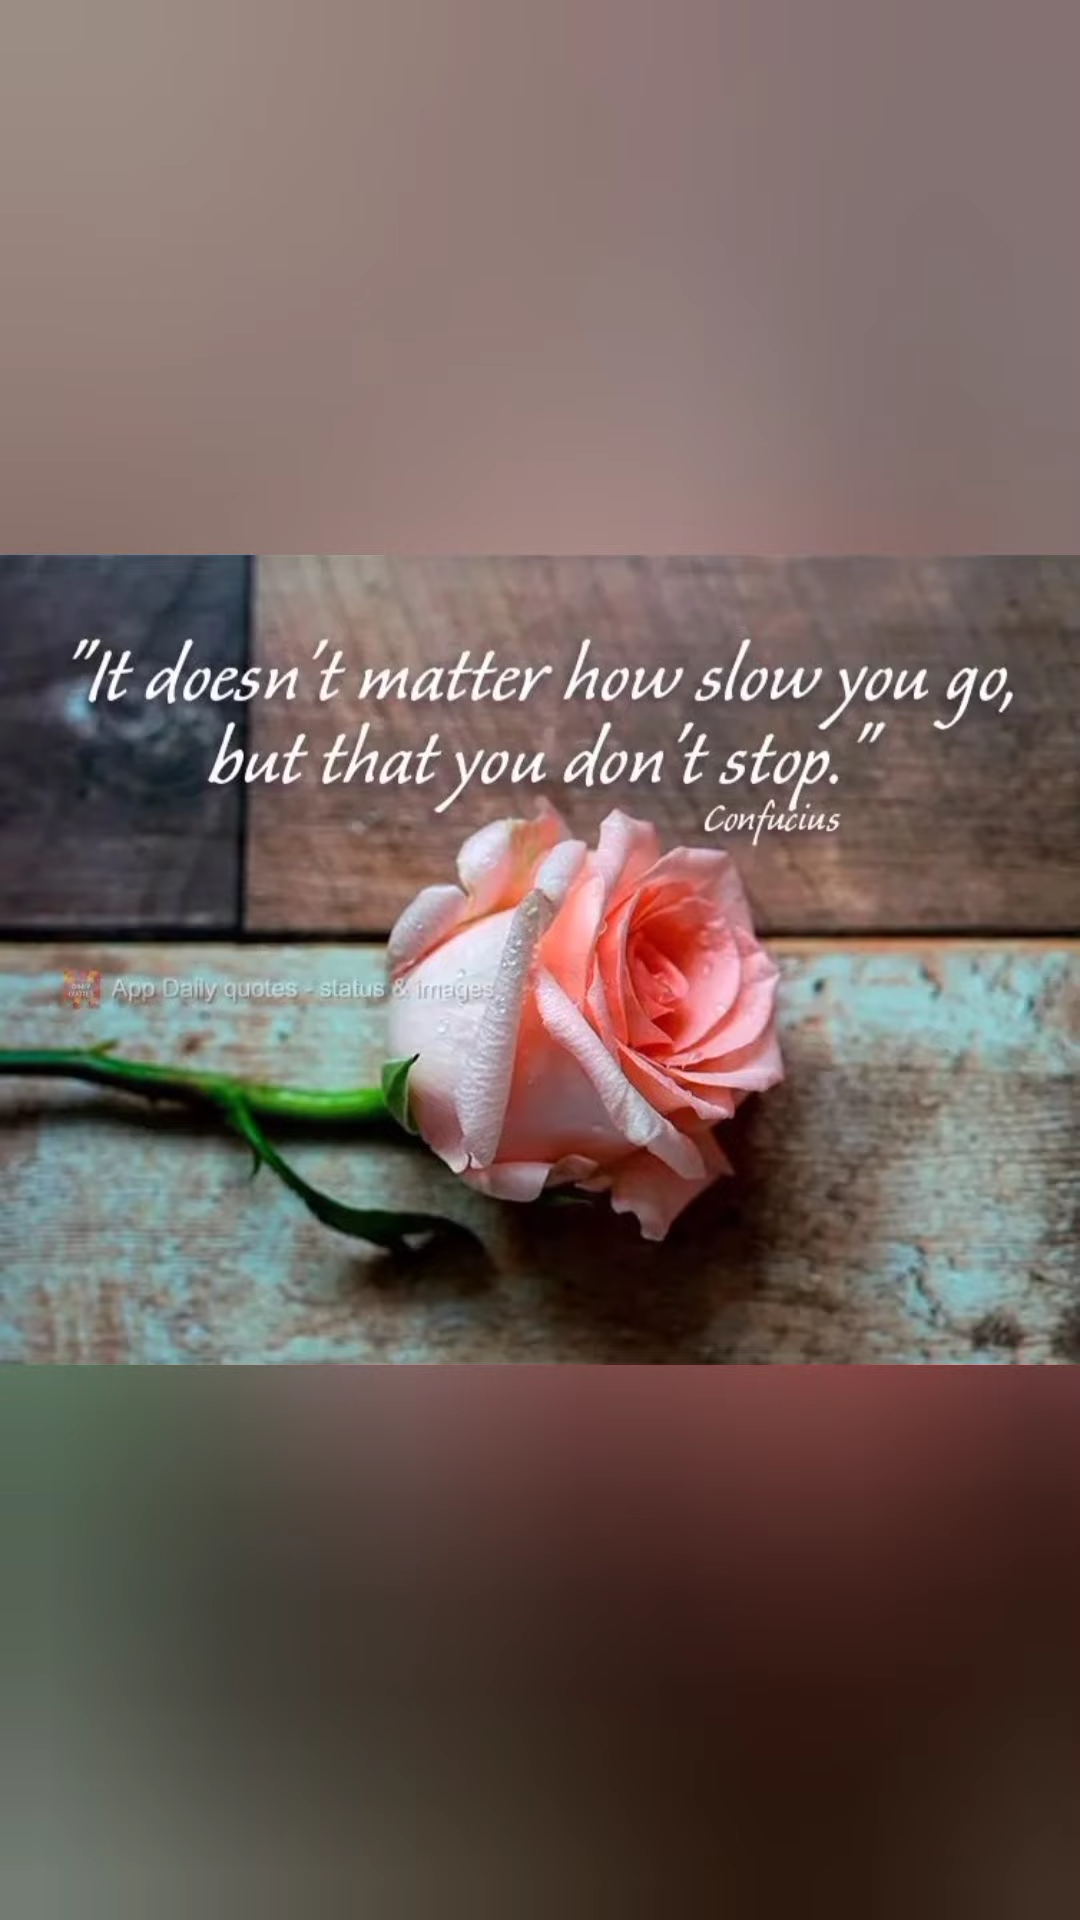 "It doesn't matter how slow you go,
but that you don't stop."
Confucius
App Daily quotes - status & images